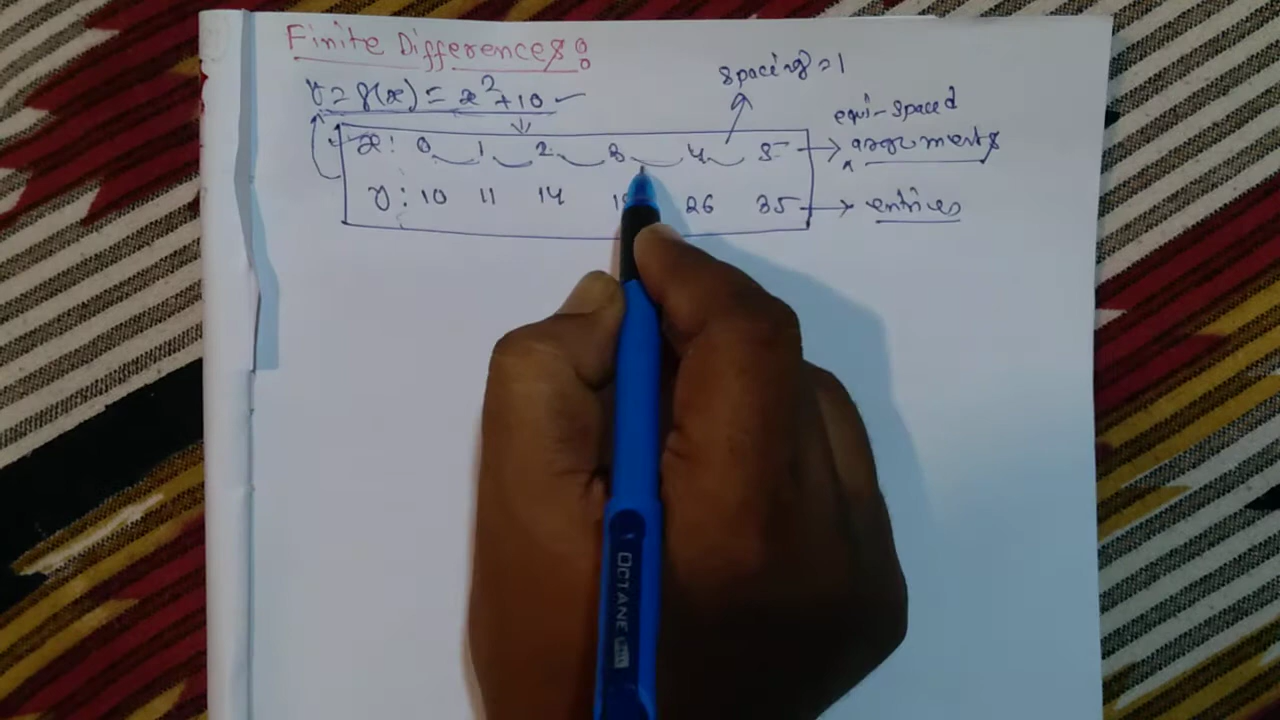 Finite Differences:
y = f(x) = x²+10
spacing = 1
x: 0 1 2 3 4 5 → equi-spaced arguments
y: 10 11 14 26 35 → entries
OCTANE